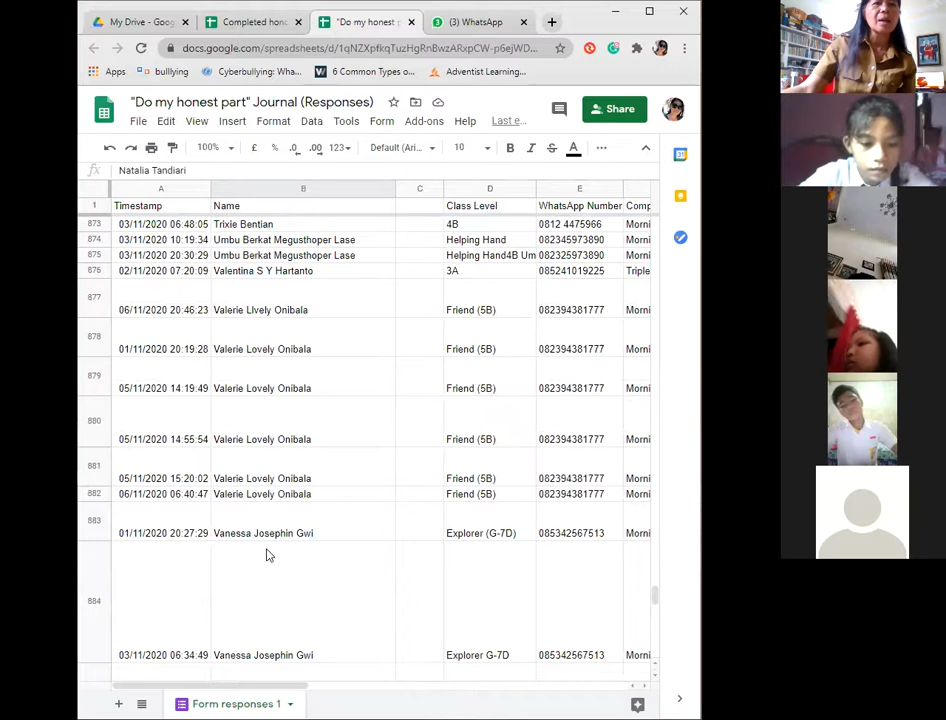 My Drive - Goog
Completed hono
"Do my honest p
(3) WhatsApp
docs.google.com/spreadsheets/d/1qNZXpfkqTuzHgRnBwzARxpCW-p6ejWD...
Apps
bulllying
Cyberbullying: Wha...
6 Common Types o...
Adventist Learning...
"Do my honest part" Journal (Responses)
Share
File Edit View Insert Format Data Tools Form Add-ons Help Last e...
100% £ % .0 .00 123 Default (Ari... 10 B I S A
fx Natalia Tandiari
A B C D E
1 Timestamp Name Class Level WhatsApp Number Comp
873 03/11/2020 06:48:05 Trixie Bentian 4B 0812 4475966 Morni
874 03/11/2020 10:19:34 Umbu Berkat Megusthoper Lase Helping Hand 082345973890 Morni
875 03/11/2020 20:30:29 Umbu Berkat Megusthoper Lase Helping Hand4B Um 082325973890 Morni
876 02/11/2020 07:20:09 Valentina S Y Hartanto 3A 085241019225 Triple
877 06/11/2020 20:46:23 Valerie LIvely Onibala Friend (5B) 082394381777 Morni
878 01/11/2020 20:19:28 Valerie Lovely Onibala Friend (5B) 082394381777 Morni
879 05/11/2020 14:19:49 Valerie Lovely Onibala Friend (5B) 082394381777 Morni
880 05/11/2020 14:55:54 Valerie Lovely Onibala Friend (5B) 082394381777 Morni
881 05/11/2020 15:20:02 Valerie Lovely Onibala Friend (5B) 082394381777 Morni
882 06/11/2020 06:40:47 Valerie Lovely Onibala Friend (5B) 082394381777 Morni
883 01/11/2020 20:27:29 Vanessa Josephin Gwi Explorer (G-7D) 085342567513 Morni
884 03/11/2020 06:34:49 Vanessa Josephin Gwi Explorer G-7D 085342567513 Morni
Form responses 1